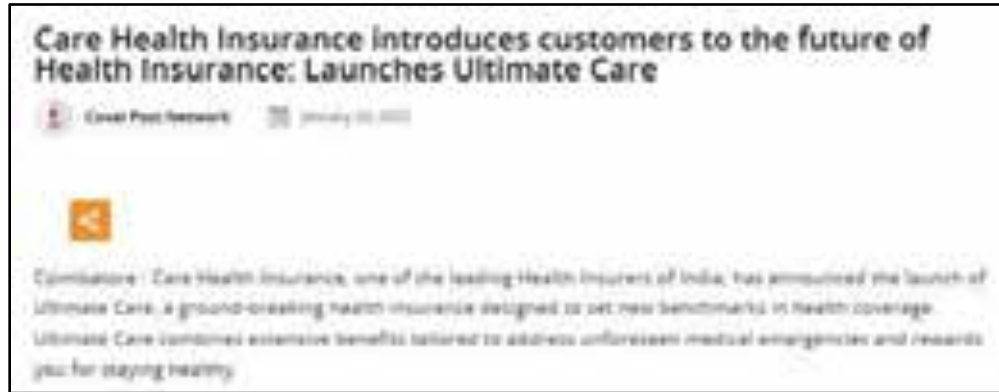 Care Health Insurance introduces customers to the future of
Health Insurance: Launches Ultimate Care
Covai Post Network January
Coimbatore : Care Health Insurance, one of the leading Health Insurers of India, has announced the launch of
Ultimate Care, a ground-breaking health insurance designed to set new benchmarks in health coverage.
Ultimate Care combines extensive benefits tailored to address unforeseen medical emergencies and rewards
you for staying healthy.